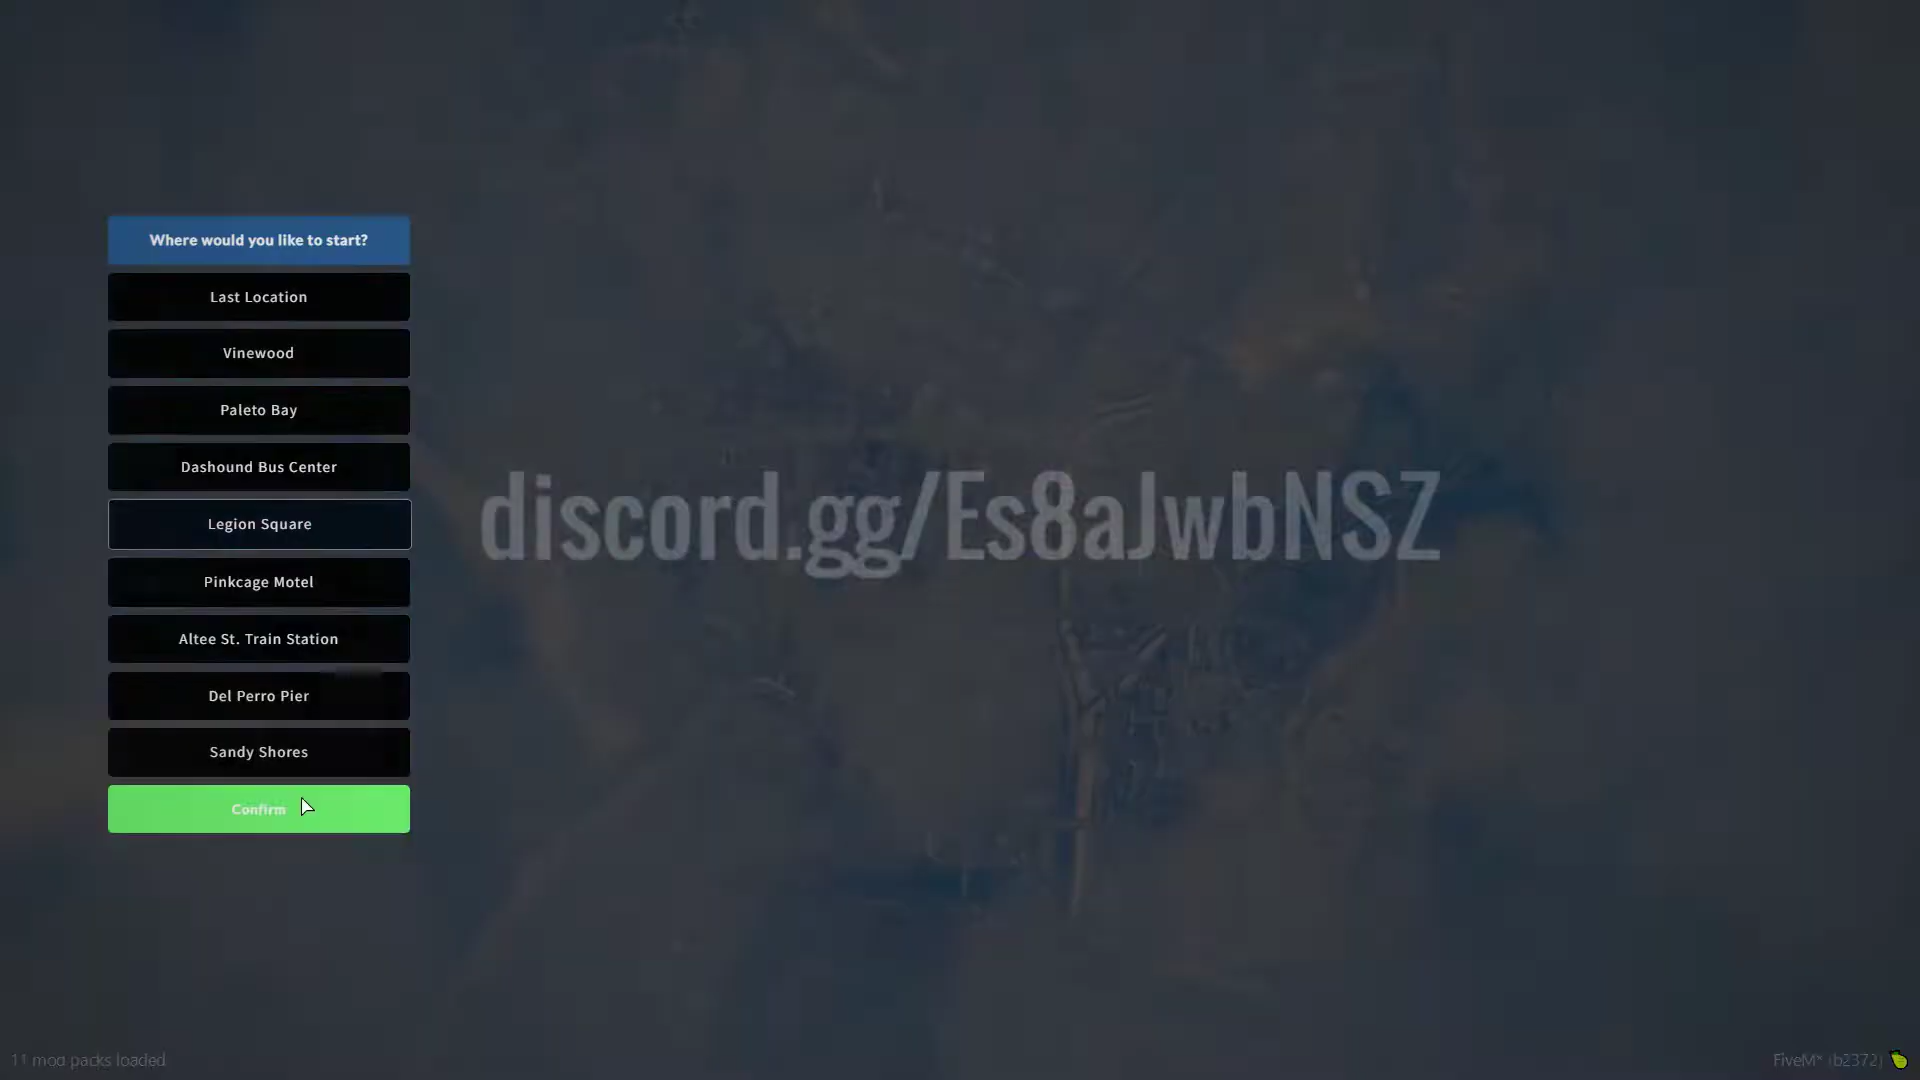 Where would you like to start?
Last Location
Vinewood
Paleto Bay
Dashound Bus Center
Legion Square
discord.gg/Es8aJwbNSZ
Pinkcage Motel
Altee St. Train Station
Del Perro Pier
Sandy Shores
Confirm
11 mod packs loaded
FiveM* (b2372)